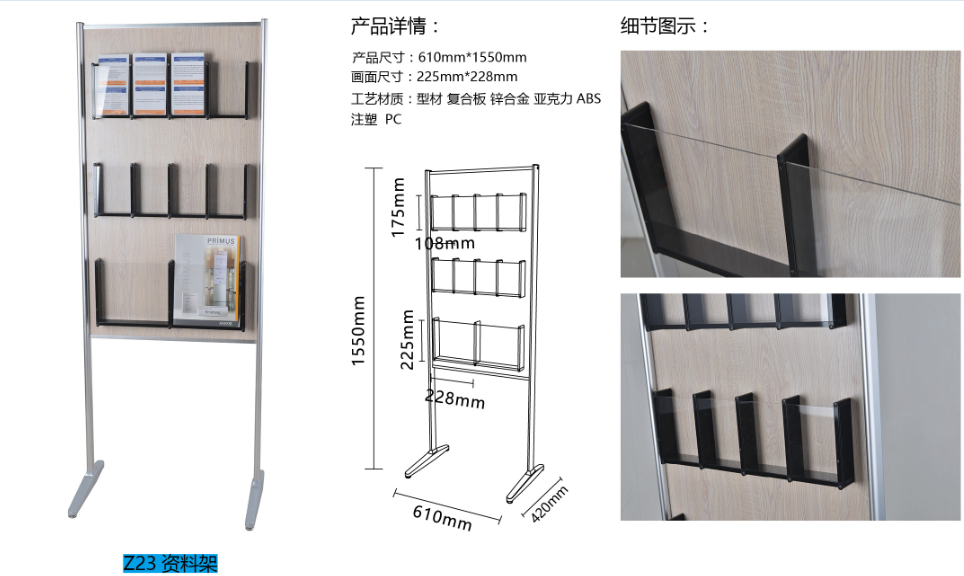 产品详情：
产品尺寸：610mm*1550mm
画面尺寸：225mm*228mm
工艺材质：型材 复合板 锌合金 亚克力 ABS
注塑 PC
细节图示：
PRIMUS
175mm
108mm
1550mm
225mm
228mm
610mm
420mm
Z23 资料架